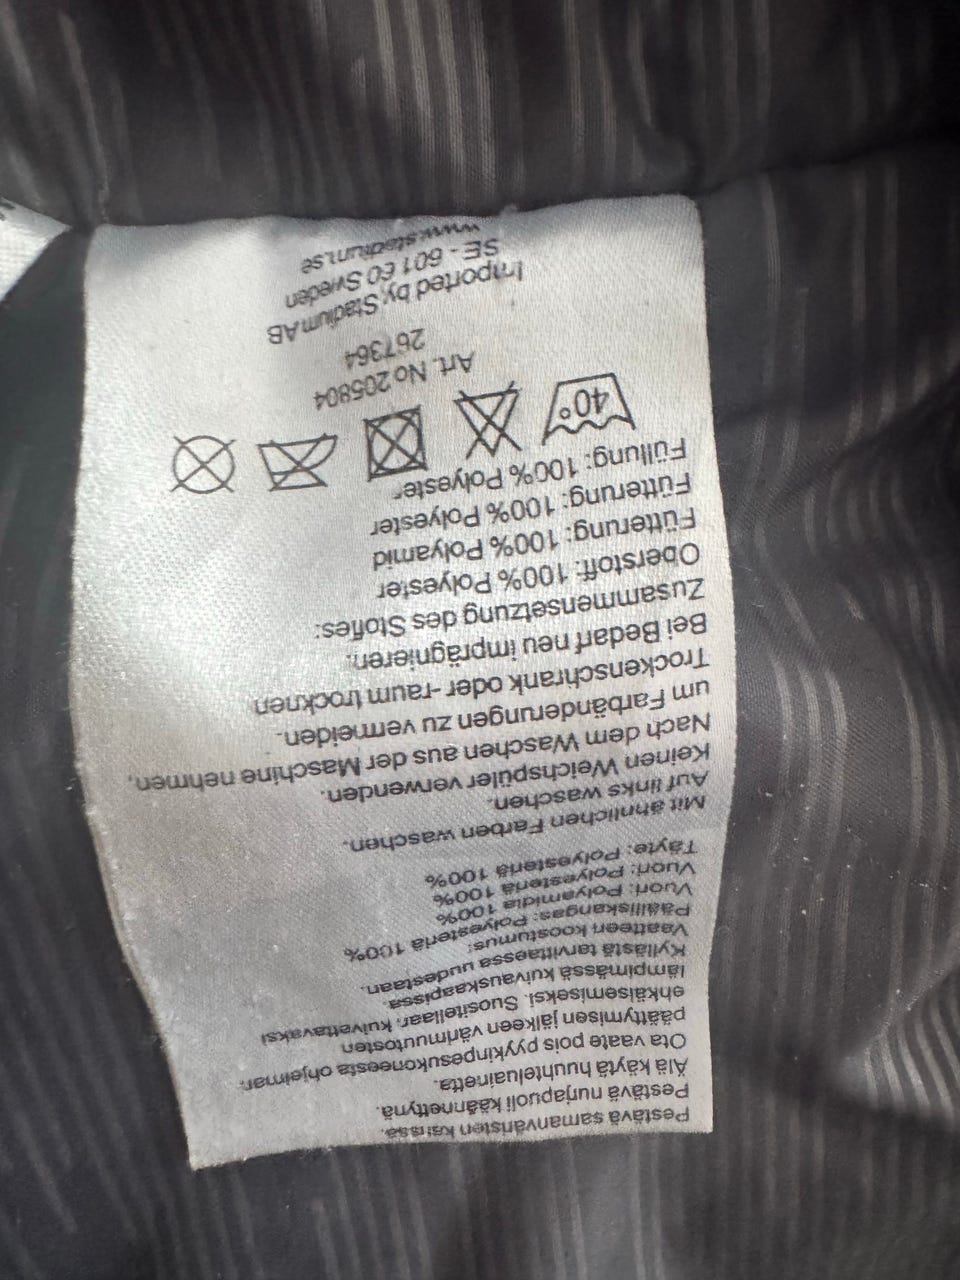 Pestävä samanväristen kanssa.
Pestävä nurjapuoli käännettynä.
Älä käytä huuhteluainetta.
Ota vaate pois pyykinpesukoneesta ohjelman
päättymisen jälkeen värimuutosten
ehkäisemiseksi. Suositellaan kuivettavaksi
lämpimässä kuivauskaapissa.
Kyllästä tarvittaessa uudestaan.
Vaatteen koostumus:
Päälliskangas: Polyesteriä 100%
Vuori: Polyamidia 100%
Vuori: Polyesteriä 100%
Täyte: Polyesteriä 100%
Mit ähnlichen Farben waschen.
Auf links waschen.
Keinen Weichspüler verwenden.
Nach dem Waschen aus der Maschine nehmen,
um Farbänderungen zu vermeiden.
Trockenschrank oder -raum trocknen
Bei Bedarf neu imprägnieren.
Zusammensetzung des Stoffes:
Oberstoff: 100% Polyester
Fütterung: 100% Polyamid
Fütterung: 100% Polyester
Füllung: 100% Polyester
40°
Art. No 205804
267364
Imported by Stadium AB
SE - 601 60 Sweden
www.stadium.se